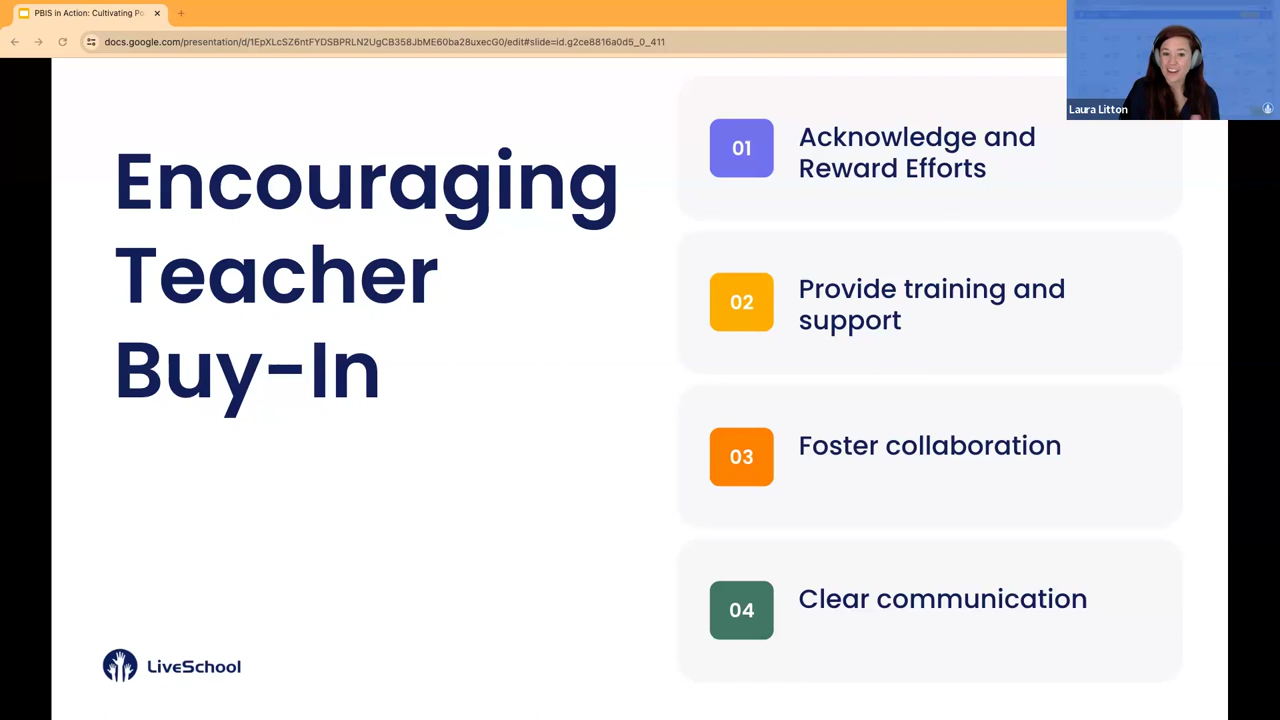 PBIS in Action: Cultivating Po
docs.google.com/presentation/d/1EpXLcSZ6ntFYDSBPRLN2UgCB358JbME60ba28uxecG0/edit#slide=id.g2ce8816a0d5_0_411
Laura Litton
Encouraging
Teacher
Buy-In
01
Acknowledge and
Reward Efforts
02
Provide training and
support
03
Foster collaboration
04
Clear communication
LiveSchool